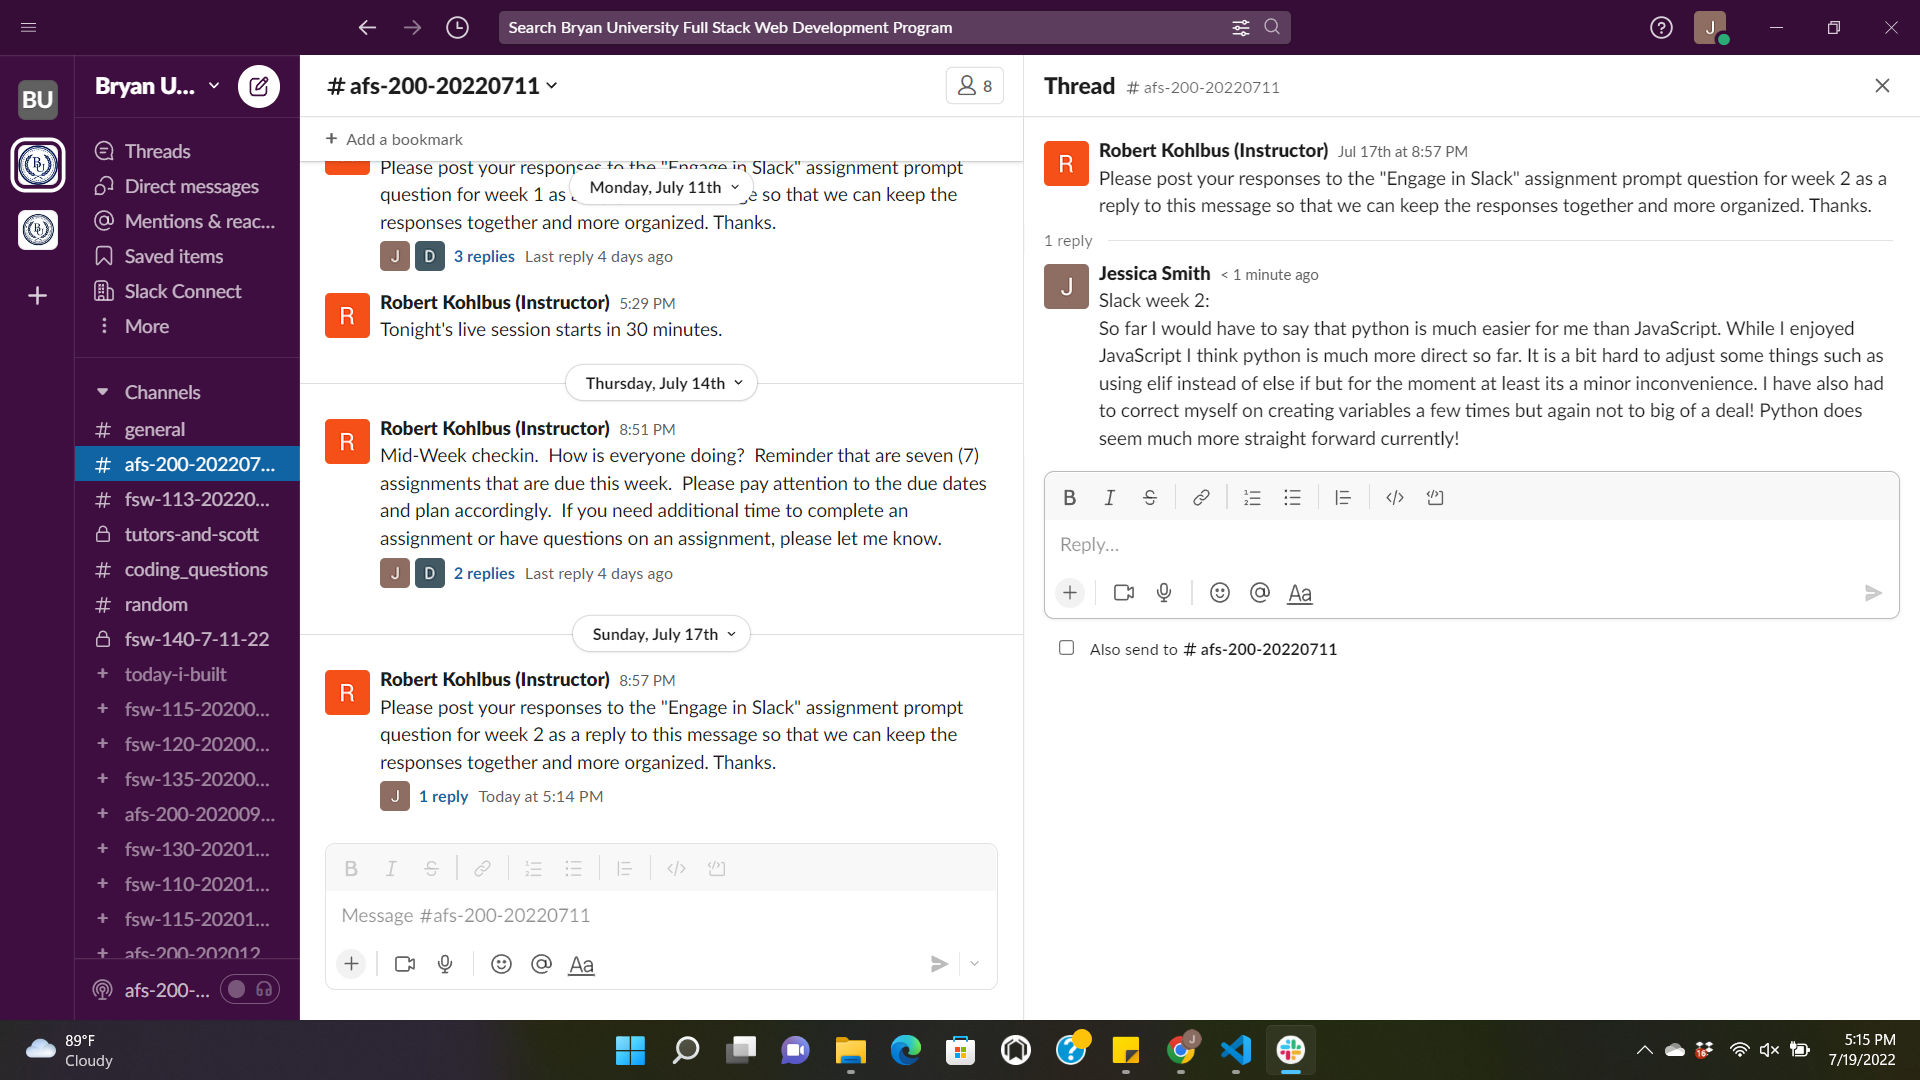 Search Bryan University Full Stack Web Development Program
J
BU
Bryan U...
Threads
Direct messages
Mentions & reac...
Saved items
Slack Connect
More
Channels
# general
# afs-200-202207...
# fsw-113-20220...
tutors-and-scott
# coding_questions
# random
fsw-140-7-11-22
+ today-i-built
+ fsw-115-20200...
+ fsw-120-20200...
+ fsw-135-20200...
+ afs-200-202009...
+ fsw-130-20201...
+ fsw-110-20201...
+ fsw-115-20201...
+ afs-200-202012
afs-200-...
# afs-200-20220711
8
+ Add a bookmark
Please post your responses to the "Engage in Slack" assignment prompt
Monday, July 11th
question for week 1 as so that we can keep the
responses together and more organized. Thanks.
J D 3 replies Last reply 4 days ago
R
Robert Kohlbus (Instructor) 5:29 PM
Tonight's live session starts in 30 minutes.
Thursday, July 14th
R
Robert Kohlbus (Instructor) 8:51 PM
Mid-Week checkin. How is everyone doing? Reminder that are seven (7)
assignments that are due this week. Please pay attention to the due dates
and plan accordingly. If you need additional time to complete an
assignment or have questions on an assignment, please let me know.
J D 2 replies Last reply 4 days ago
Sunday, July 17th
R
Robert Kohlbus (Instructor) 8:57 PM
Please post your responses to the "Engage in Slack" assignment prompt
question for week 2 as a reply to this message so that we can keep the
responses together and more organized. Thanks.
J 1 reply Today at 5:14 PM
B I S
Message #afs-200-20220711
+ @ Aa
Thread # afs-200-20220711
R
Robert Kohlbus (Instructor) Jul 17th at 8:57 PM
Please post your responses to the "Engage in Slack" assignment prompt question for week 2 as a
reply to this message so that we can keep the responses together and more organized. Thanks.
1 reply
J
Jessica Smith < 1 minute ago
Slack week 2:
So far I would have to say that python is much easier for me than JavaScript. While I enjoyed
JavaScript I think python is much more direct so far. It is a bit hard to adjust some things such as
using elif instead of else if but for the moment at least its a minor inconvenience. I have also had
to correct myself on creating variables a few times but again not to big of a deal! Python does
seem much more straight forward currently!
B I S
Reply...
+ @ Aa
Also send to # afs-200-20220711
89°F
Cloudy
J
16
5:15 PM
7/19/2022